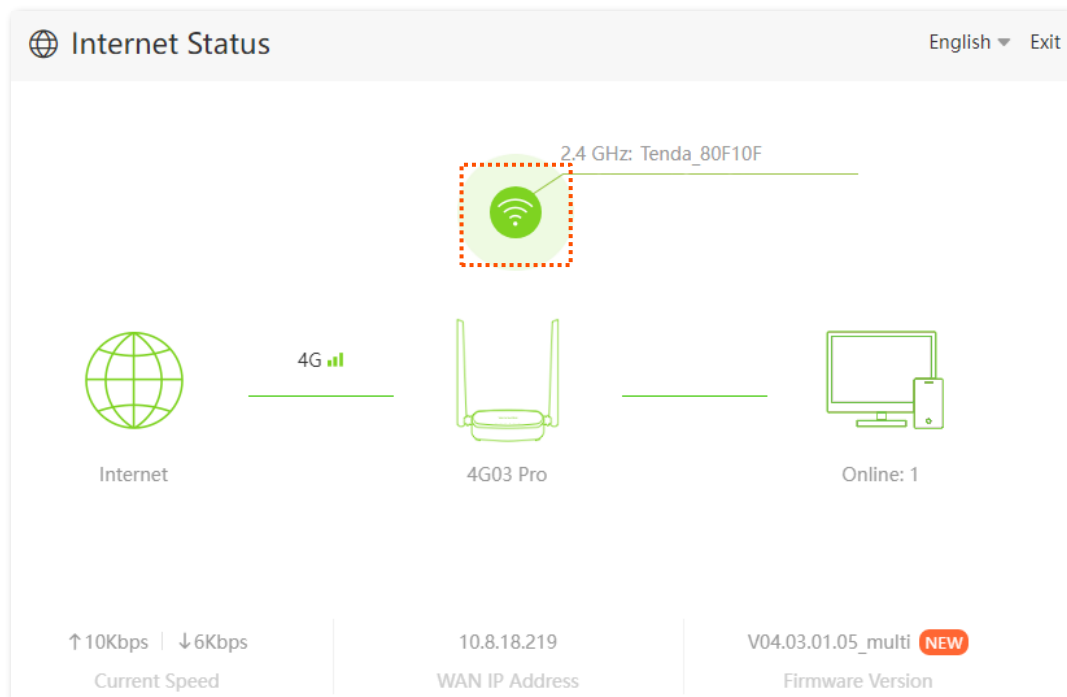 Internet Status
English Exit
2.4 GHz: Tenda_80F10F
4G
Internet
4G03 Pro
Online: 1
↑10Kbps ↓6Kbps
10.8.18.219
V04.03.01.05_multi NEW
Current Speed
WAN IP Address
Firmware Version